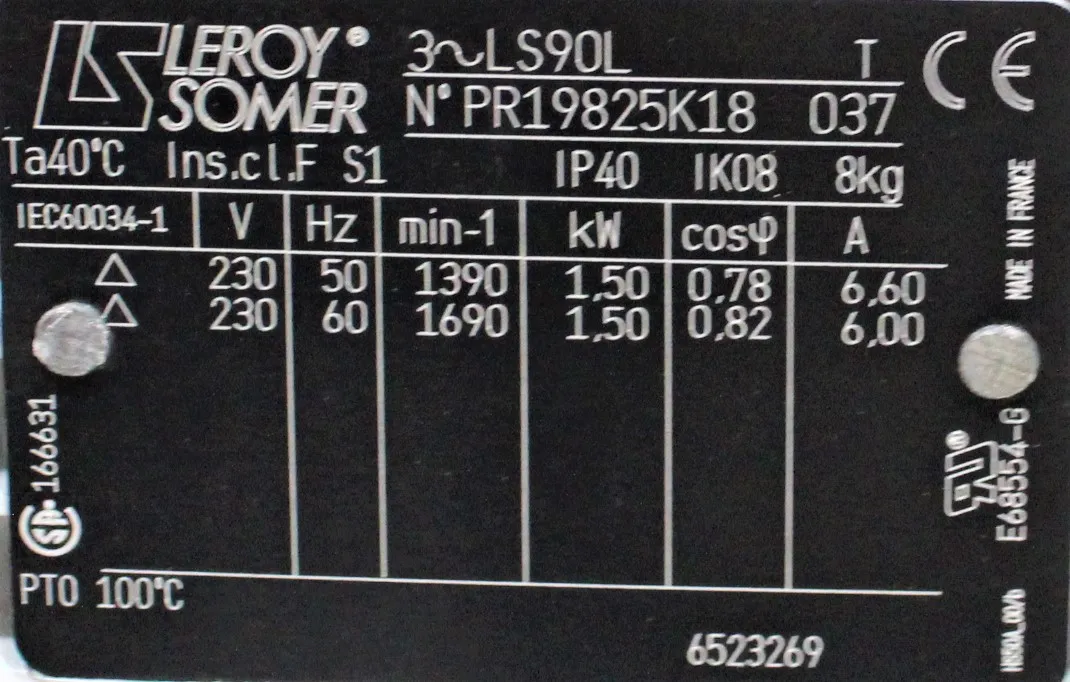 LEROY® SOMER
3~LS90L T
N° PR19825K18 037
CE
Ta40°C Ins.cl.F S1 IP40 IK08 8kg
IEC60034-1 V Hz min-1 kW cosφ A
△ 230 50 1390 1,50 0,78 6,60
△ 230 60 1690 1,50 0,82 6,00
MADE IN FRANCE
166631
E68554-G
PTO 100°C
6523269